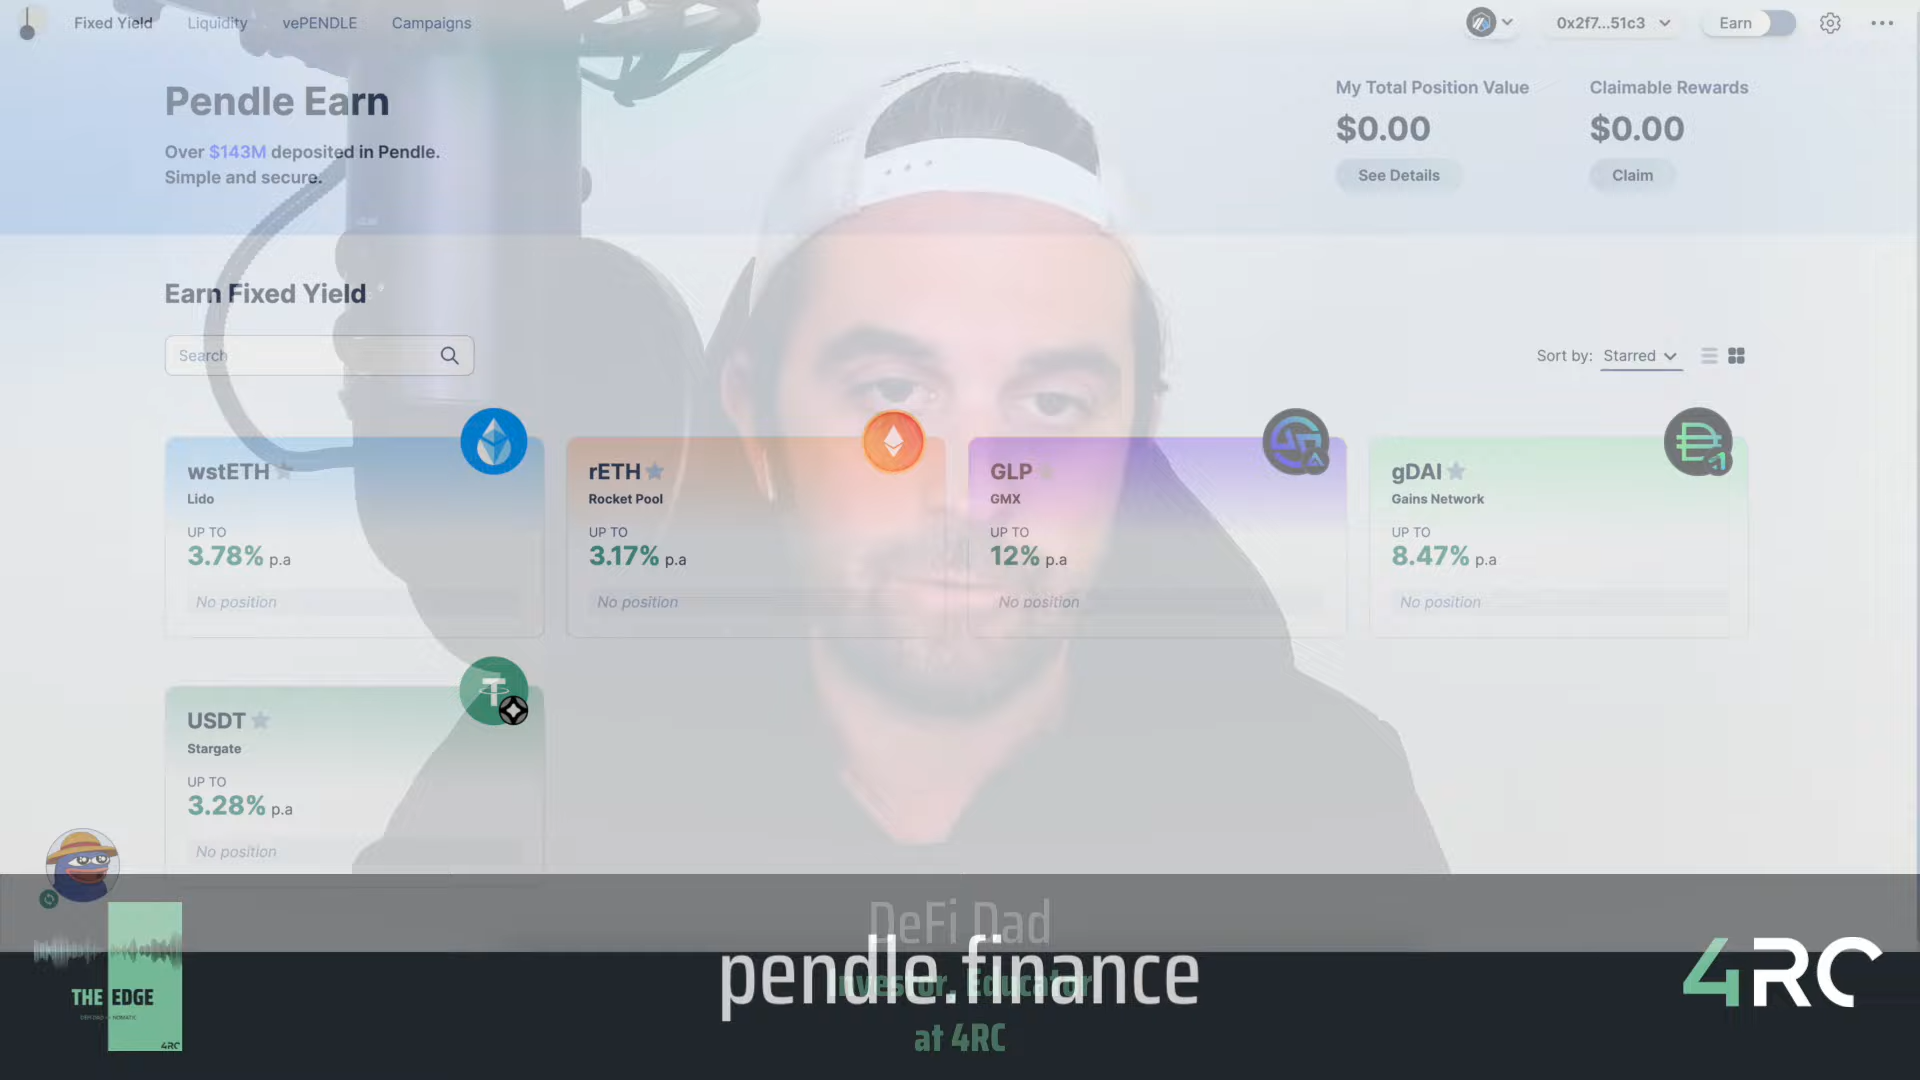 Fixed Yield Liquidity vePENDLE Campaigns 0x2f7...51c3 Earn
Pendle Earn
Over $143M deposited in Pendle.
Simple and secure.
My Total Position Value
$0.00
See Details
Claimable Rewards
$0.00
Claim
Earn Fixed Yield
Search
Sort by: Starred
wstETH
Lido
UP TO
3.78% p.a
No position
rETH
Rocket Pool
UP TO
3.17% p.a
No position
GLP
GMX
UP TO
12% p.a
No position
gDAI
Gains Network
UP TO
8.47% p.a
No position
USDT
Stargate
UP TO
3.28% p.a
No position
DeFi Dad
pendle.finance
Investor, Educator
at 4RC
THE EDGE
4RC
4RC